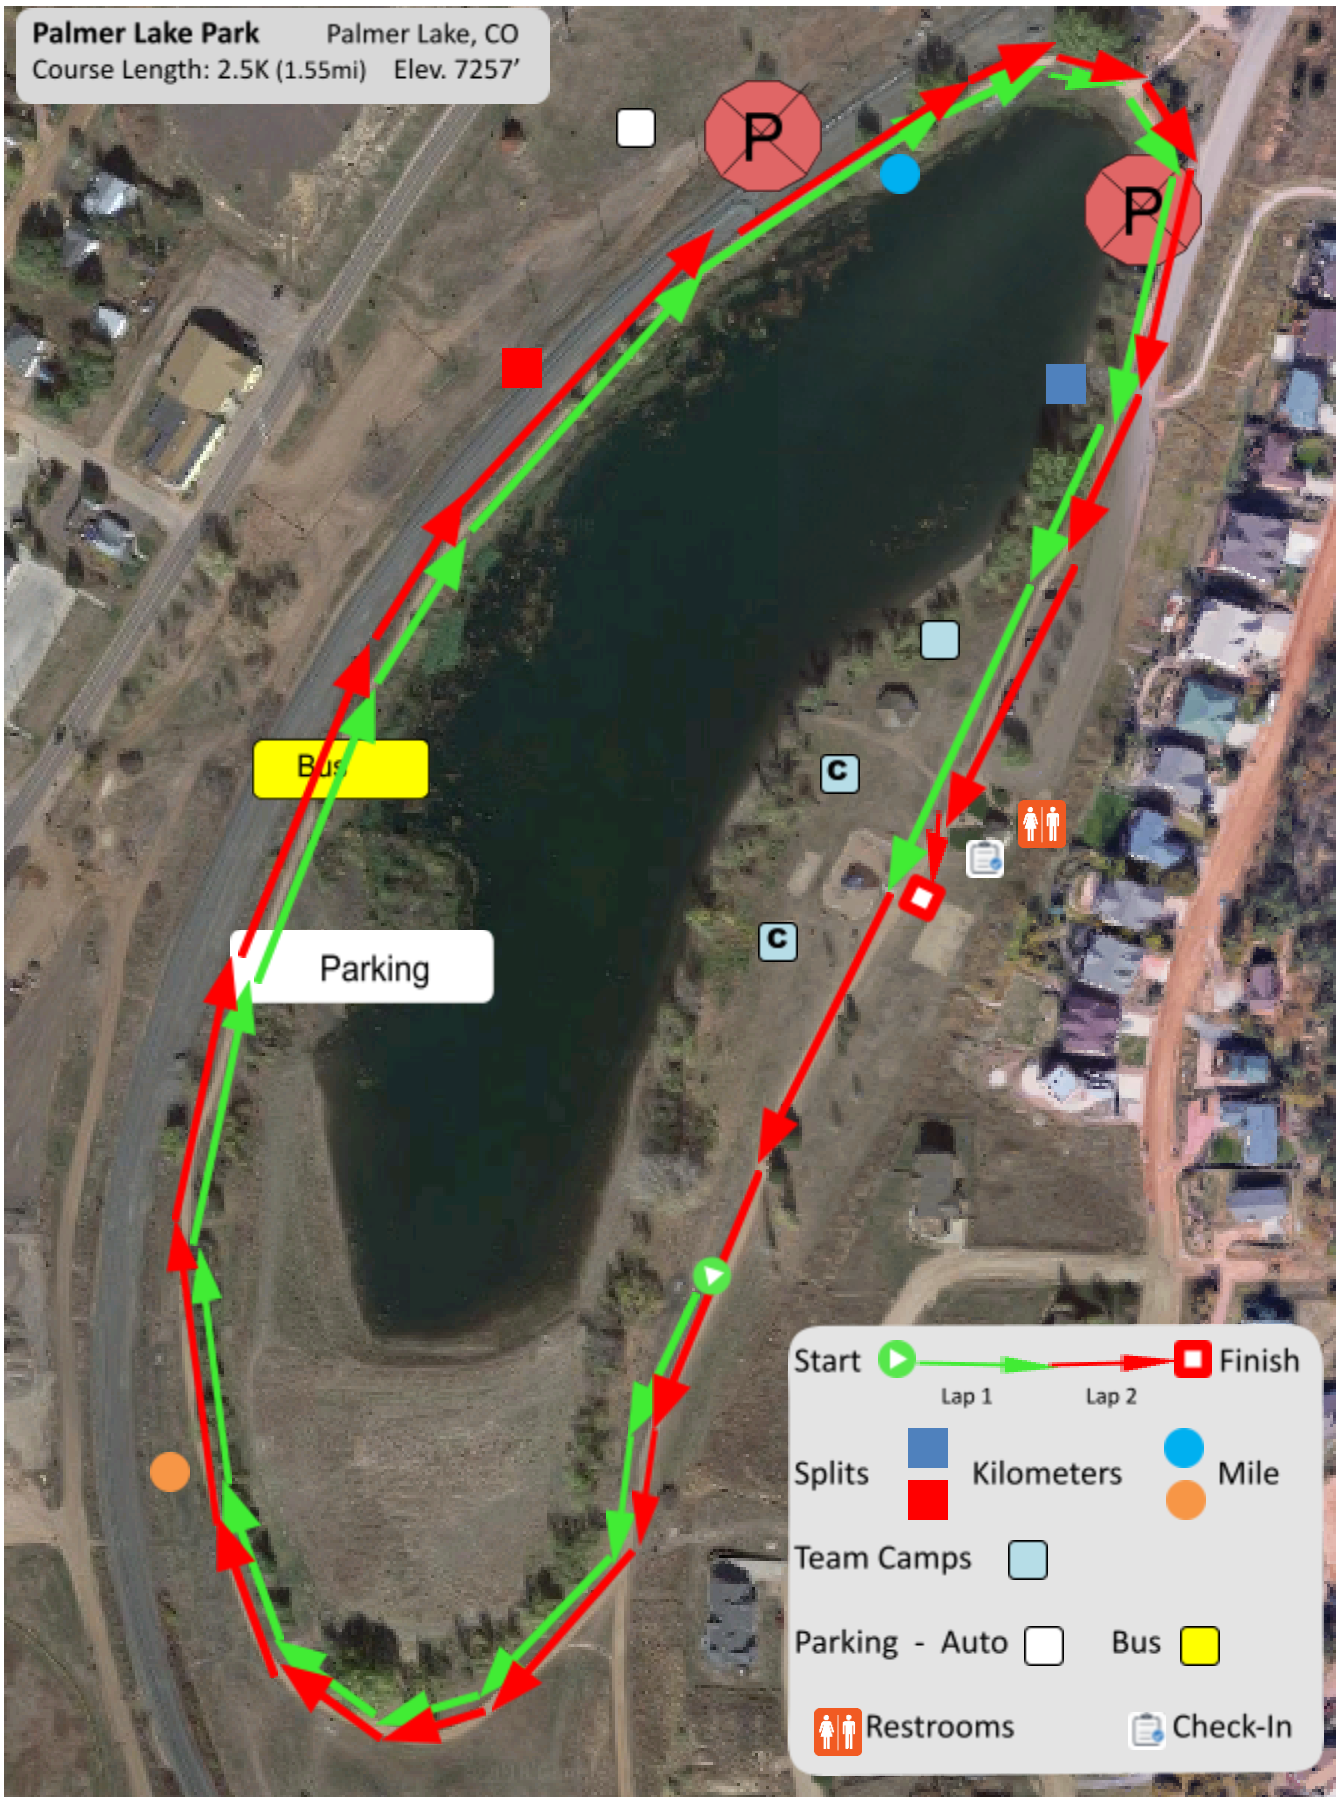 Palmer Lake Park Palmer Lake, CO
Course Length: 2.5K (1.55mi) Elev. 7257’
P
P
Bus
C
C
Parking
Start Finish
Lap 1 Lap 2
Splits Kilometers Mile
Team Camps
Parking - Auto Bus
Restrooms Check-In